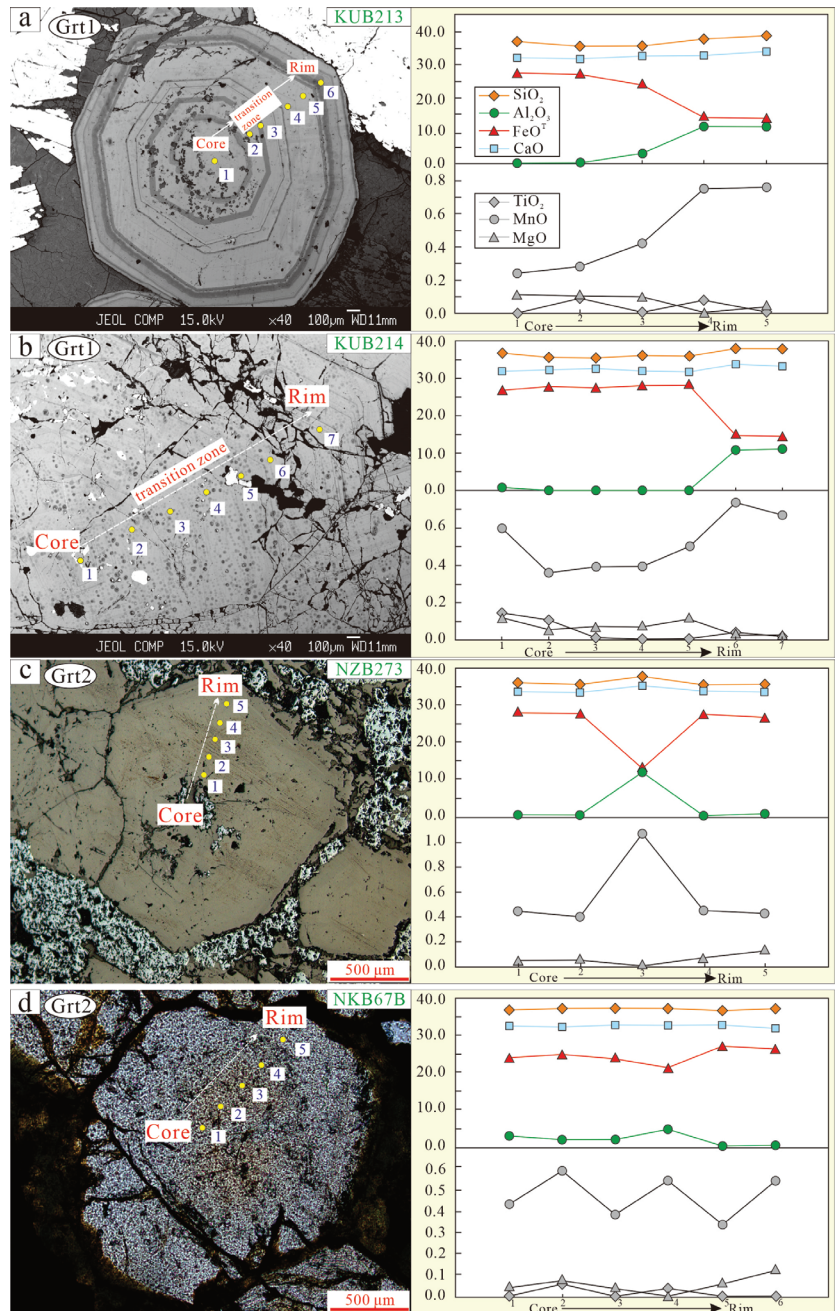 a
Grt1
KUB213
Rim
transition zone
Core
1
2
3
4
5
6
JEOL COMP 15.0kV ×40 100μm WD11mm
40.0
30.0
20.0
10.0
0.0
SiO₂
Al₂O₃
FeOᵀ
CaO
0.8
0.6
0.4
0.2
0.0
TiO₂
MnO
MgO
1 2 3 4 5
Core Rim
b
Grt1
KUB214
Rim
transition zone
Core
1
2
3
4
5
6
7
JEOL COMP 15.0kV ×40 100μm WD11mm
40.0
30.0
20.0
10.0
0.0
0.6
0.4
0.2
0.0
1 2 3 4 5 6 7
Core Rim
c
Grt2
NZB273
Rim
5
4
3
2
1
Core
500 μm
40.0
30.0
20.0
10.0
0.0
1.0
0.6
0.4
0.2
0.0
1 2 3 4 5
Core Rim
d
Grt2
NKB67B
Rim
5
4
3
2
1
Core
500 μm
40.0
30.0
20.0
10.0
0.0
0.6
0.5
0.4
0.3
0.2
0.1
0.0
1 2 3 4 5 6
Core Rim